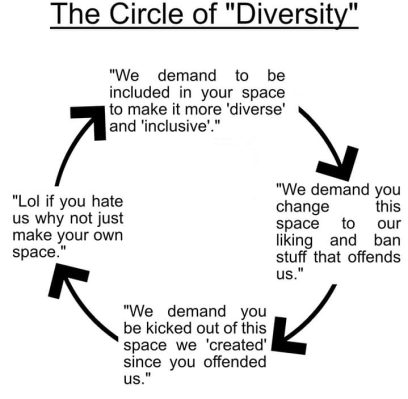 The Circle of "Diversity"
"We demand to be
included in your space
to make it more 'diverse'
and 'inclusive'."
"We demand you
change this
space to our
liking and ban
stuff that offends
us."
"We demand you
be kicked out of this
space we 'created'
since you offended
us."
"Lol if you hate
us why not just
make your own
space."